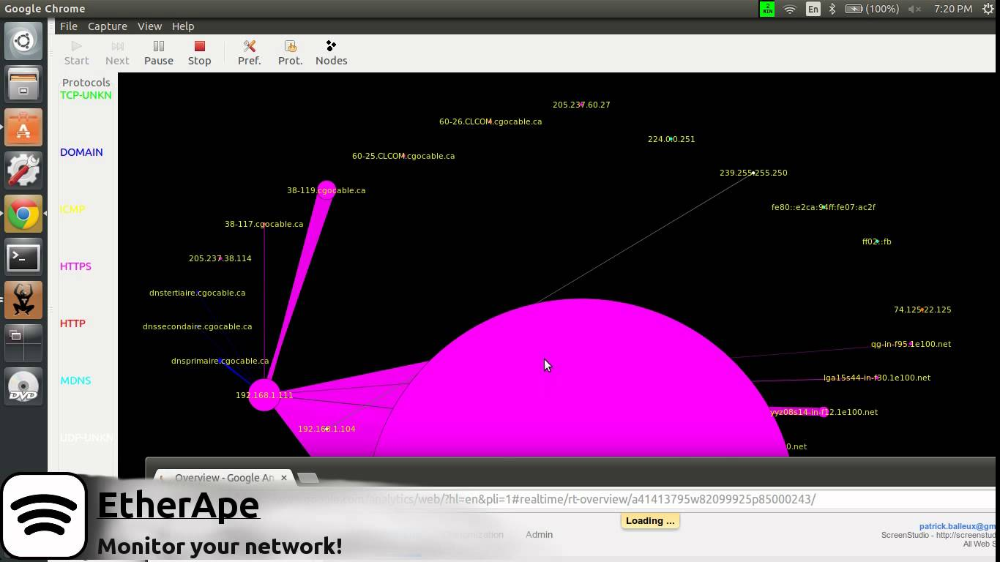 Google Chrome
2 MIN
En
(100%)
7:20 PM
File Capture View Help
Start Next Pause Stop Pref. Prot. Nodes
Protocols
TCP-UNKN
DOMAIN
ICMP
HTTPS
HTTP
MDNS
UDP-UNKN
205.237.60.27
60-26.CLCOM.cgocable.ca
224.0.0.251
60-25.CLCOM.cgocable.ca
239.255.255.250
38-119.cgocable.ca
fe80::e2ca:94ff:fe07:ac2f
38-117.cgocable.ca
ff02::fb
205.237.38.114
dnstertiaire.cgocable.ca
74.125.22.125
dnssecondaire.cgocable.ca
qg-in-f95.1e100.net
dnsprimaire.cgocable.ca
lga15s44-in-f30.1e100.net
192.168.1.111
yyz08s14-in-f12.1e100.net
192.168.1.104
0.net
Overview - Google An
.google.com/analytics/web/?hl=en&pli=1#realtime/rt-overview/a41413795w82099925p85000243/
Loading ...
Admin
patrick.balleux@gm
ScreenStudio - http://screenstud
All Web S
DVD
EtherApe
Monitor your network!